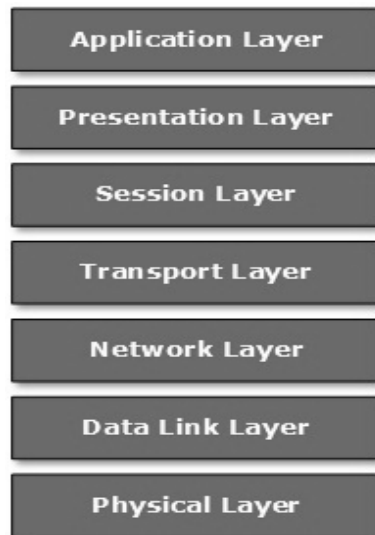 Application Layer
Presentation Layer
Session Layer
Transport Layer
Network Layer
Data Link Layer
Physical Layer